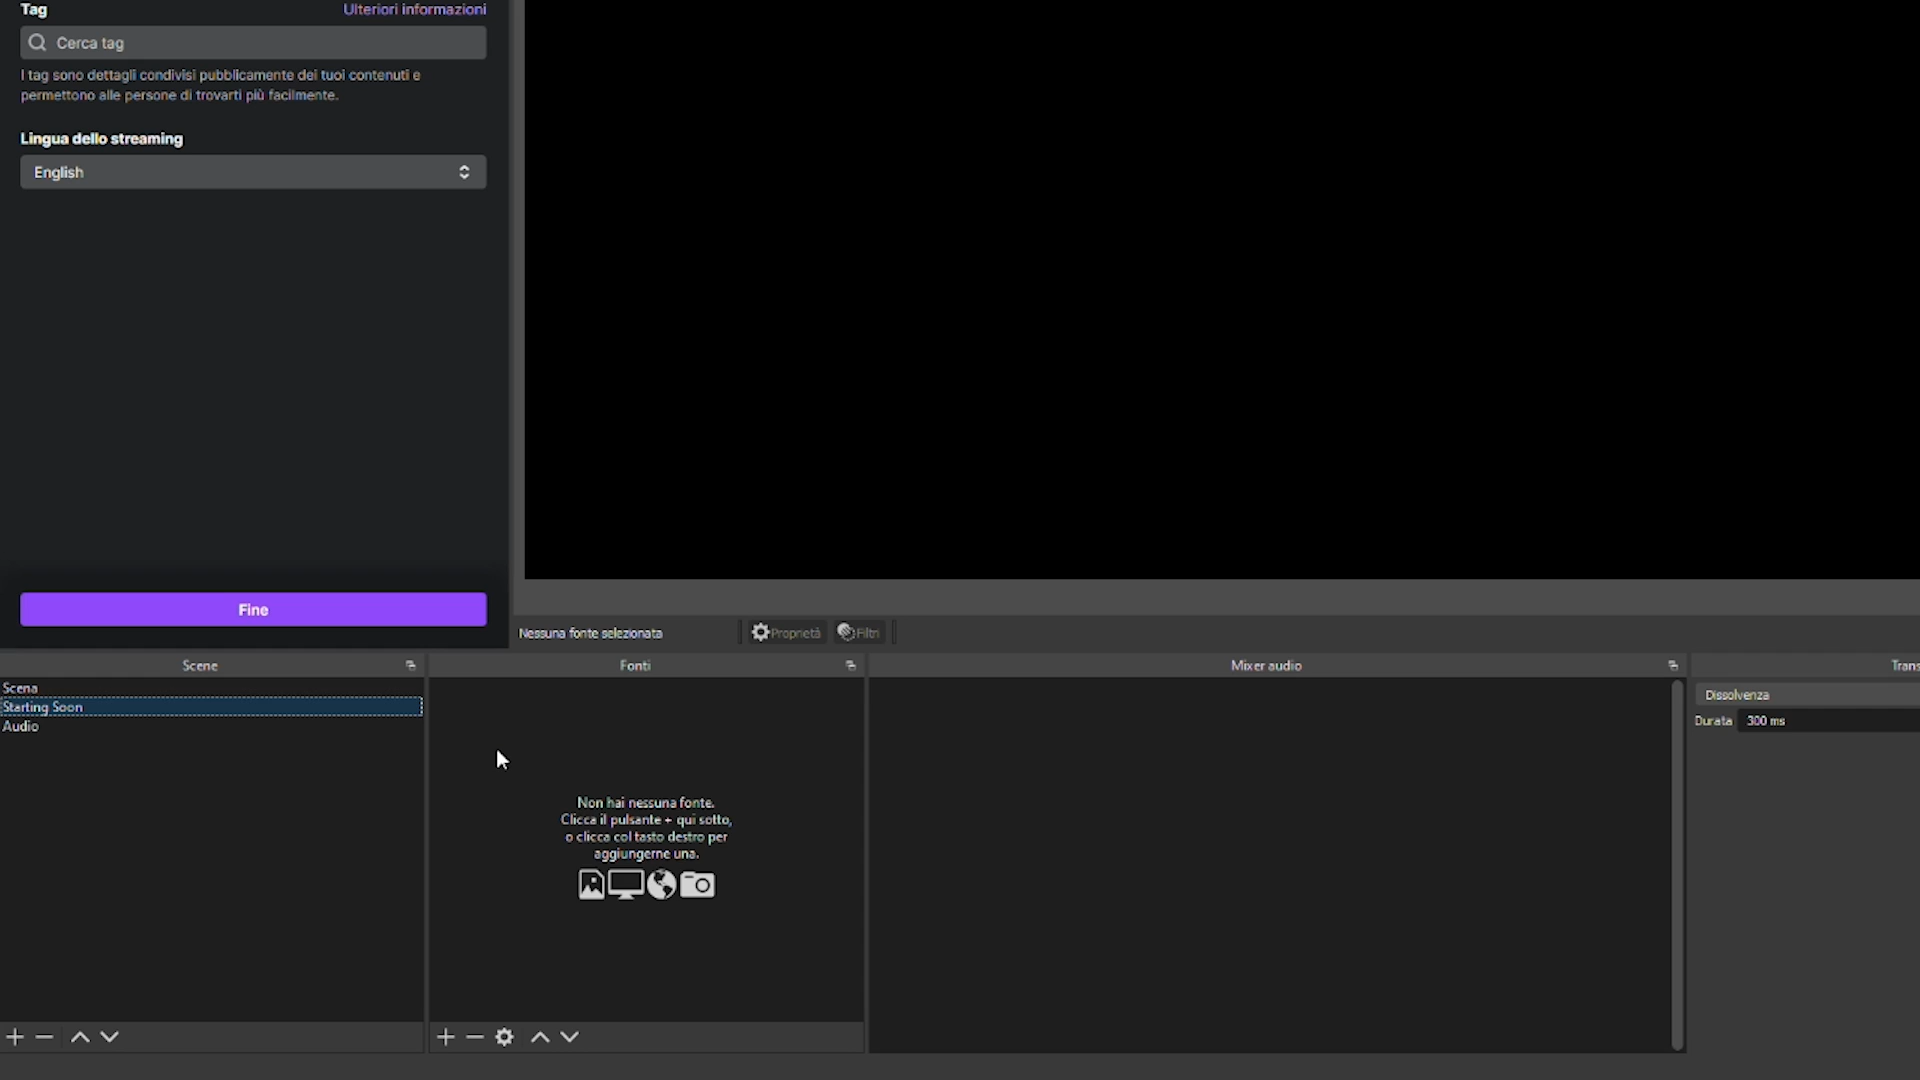 Tag
Ulteriori informazioni
Cerca tag
I tag sono dettagli condivisi pubblicamente dei tuoi contenuti e
permettono alle persone di trovarti più facilmente.
Lingua dello streaming
English
Fine
Nessuna fonte selezionata
Proprietà
Filtri
Scene
Scena
Starting Soon
Audio
Fonti
Non hai nessuna fonte.
Clicca il pulsante + qui sotto,
o clicca col tasto destro per
aggiungerne una.
Mixer audio
Trans
Dissolvenza
Durata
300 ms